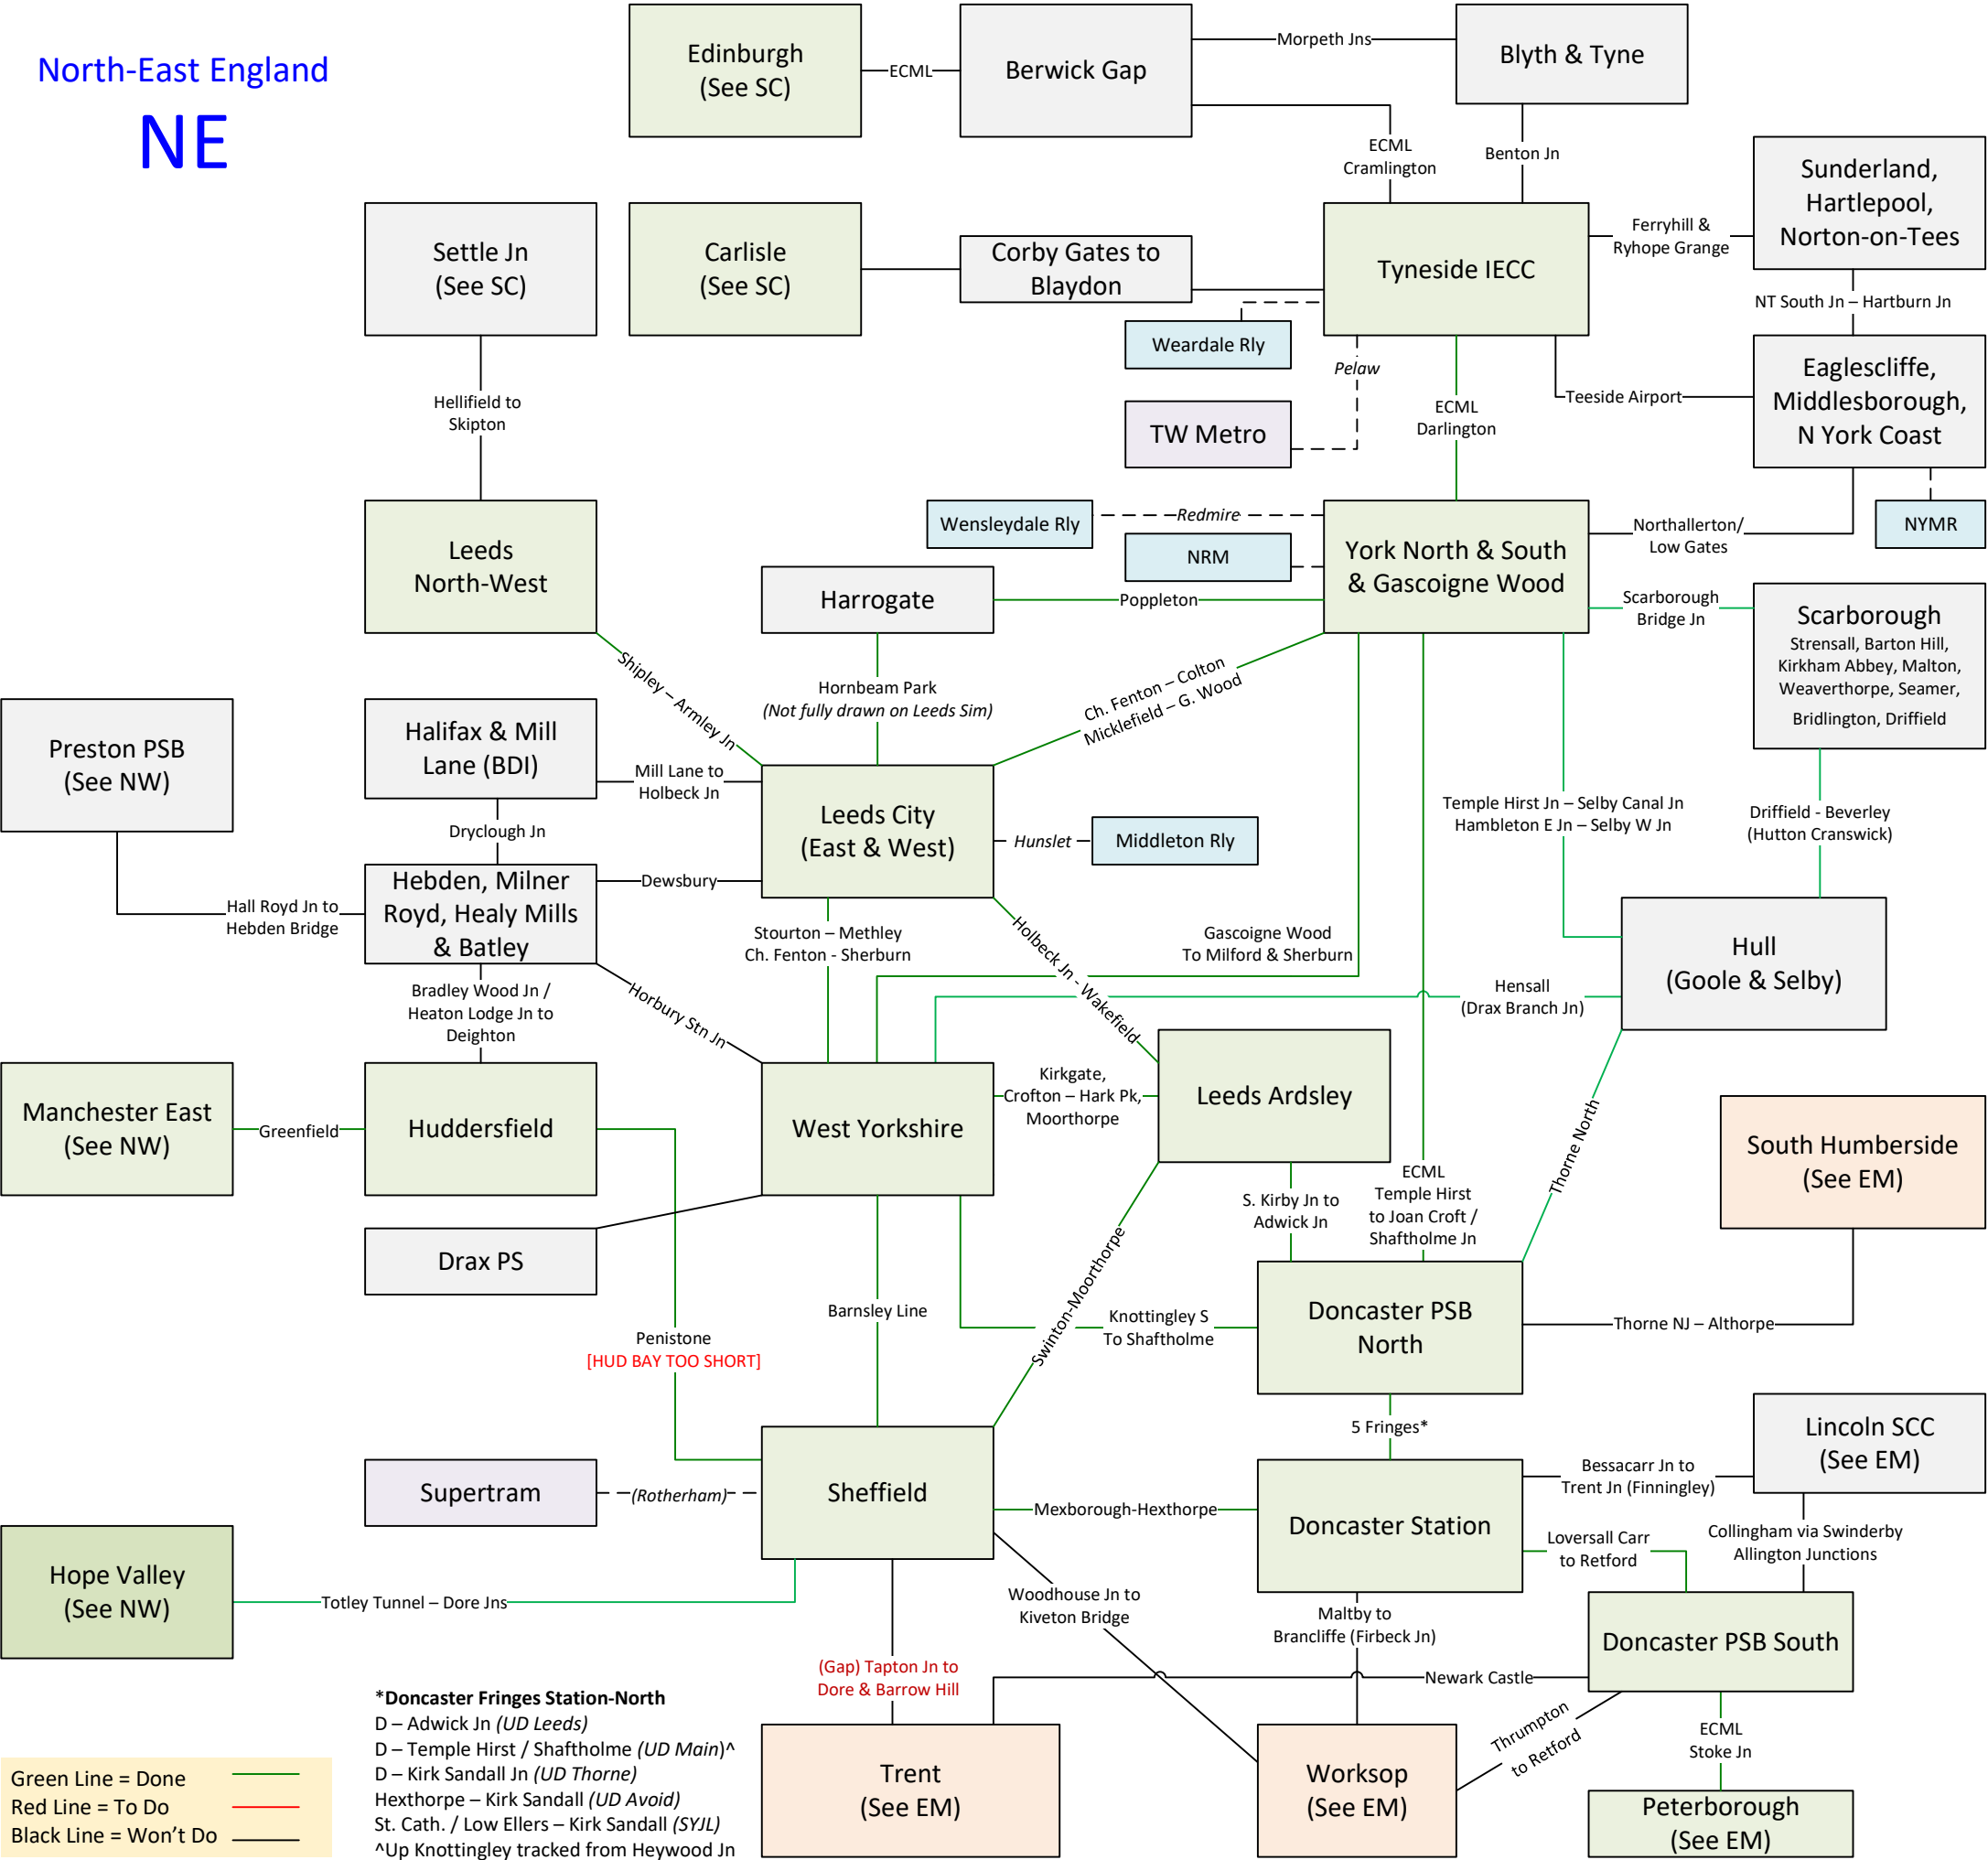 North-East England
NE
Edinburgh
(See SC)
ECML
Berwick Gap
Morpeth Jns
Blyth & Tyne
ECML
Cramlington
Benton Jn
Sunderland,
Hartlepool,
Norton-on-Tees
Settle Jn
(See SC)
Carlisle
(See SC)
Corby Gates to
Blaydon
Tyneside IECC
Ferryhill &
Ryhope Grange
NT South Jn – Hartburn Jn
Weardale Rly
Pelaw
Hellifield to
Skipton
TW Metro
ECML
Darlington
Teeside Airport
Eaglescliffe,
Middlesborough,
N York Coast
Leeds
North-West
Wensleydale Rly
Redmire
NRM
York North & South
& Gascoigne Wood
Northallerton/
Low Gates
NYMR
Harrogate
Poppleton
Scarborough
Bridge Jn
Scarborough
Strensall, Barton Hill,
Kirkham Abbey, Malton,
Weaverthorpe, Seamer,
Bridlington, Driffield
Shipley – Armley Jn
Hornbeam Park
(Not fully drawn on Leeds Sim)
Ch. Fenton – Colton
Micklefield – G. Wood
Preston PSB
(See NW)
Halifax & Mill
Lane (BDI)
Mill Lane to
Holbeck Jn
Leeds City
(East & West)
Hunslet
Middleton Rly
Temple Hirst Jn – Selby Canal Jn
Hambleton E Jn – Selby W Jn
Driffield - Beverley
(Hutton Cranswick)
Dryclough Jn
Hebden, Milner
Royd, Healy Mills
& Batley
Dewsbury
Hall Royd Jn to
Hebden Bridge
Stourton – Methley
Ch. Fenton - Sherburn
Holbeck Jn - Wakefield
Gascoigne Wood
To Milford & Sherburn
Hull
(Goole & Selby)
Hensall
(Drax Branch Jn)
Bradley Wood Jn /
Heaton Lodge Jn to
Deighton
Horbury Stn Jn
Manchester East
(See NW)
Greenfield
Huddersfield
West Yorkshire
Kirkgate,
Crofton – Hark Pk,
Moorthorpe
Leeds Ardsley
Thorne North
South Humberside
(See EM)
Drax PS
S. Kirby Jn to
Adwick Jn
ECML
Temple Hirst
to Joan Croft /
Shaftholme Jn
Penistone
[HUD BAY TOO SHORT]
Barnsley Line
Swinton-Moorthorpe
Knottingley S
To Shaftholme
Doncaster PSB
North
Thorne NJ – Althorpe
5 Fringes*
Lincoln SCC
(See EM)
Supertram
(Rotherham)
Sheffield
Mexborough-Hexthorpe
Doncaster Station
Bessacarr Jn to
Trent Jn (Finningley)
Loversall Carr
to Retford
Collingham via Swinderby
Allington Junctions
Hope Valley
(See NW)
Totley Tunnel – Dore Jns
Woodhouse Jn to
Kiveton Bridge
Maltby to
Brancliffe (Firbeck Jn)
Doncaster PSB South
(Gap) Tapton Jn to
Dore & Barrow Hill
Newark Castle
Thrumpton
to Retford
ECML
Stoke Jn
*Doncaster Fringes Station-North
D – Adwick Jn (UD Leeds)
D – Temple Hirst / Shaftholme (UD Main)^
D – Kirk Sandall Jn (UD Thorne)
Hexthorpe – Kirk Sandall (UD Avoid)
St. Cath. / Low Ellers – Kirk Sandall (SYJL)
^Up Knottingley tracked from Heywood Jn
Trent
(See EM)
Worksop
(See EM)
Peterborough
(See EM)
Green Line = Done
Red Line = To Do
Black Line = Won't Do